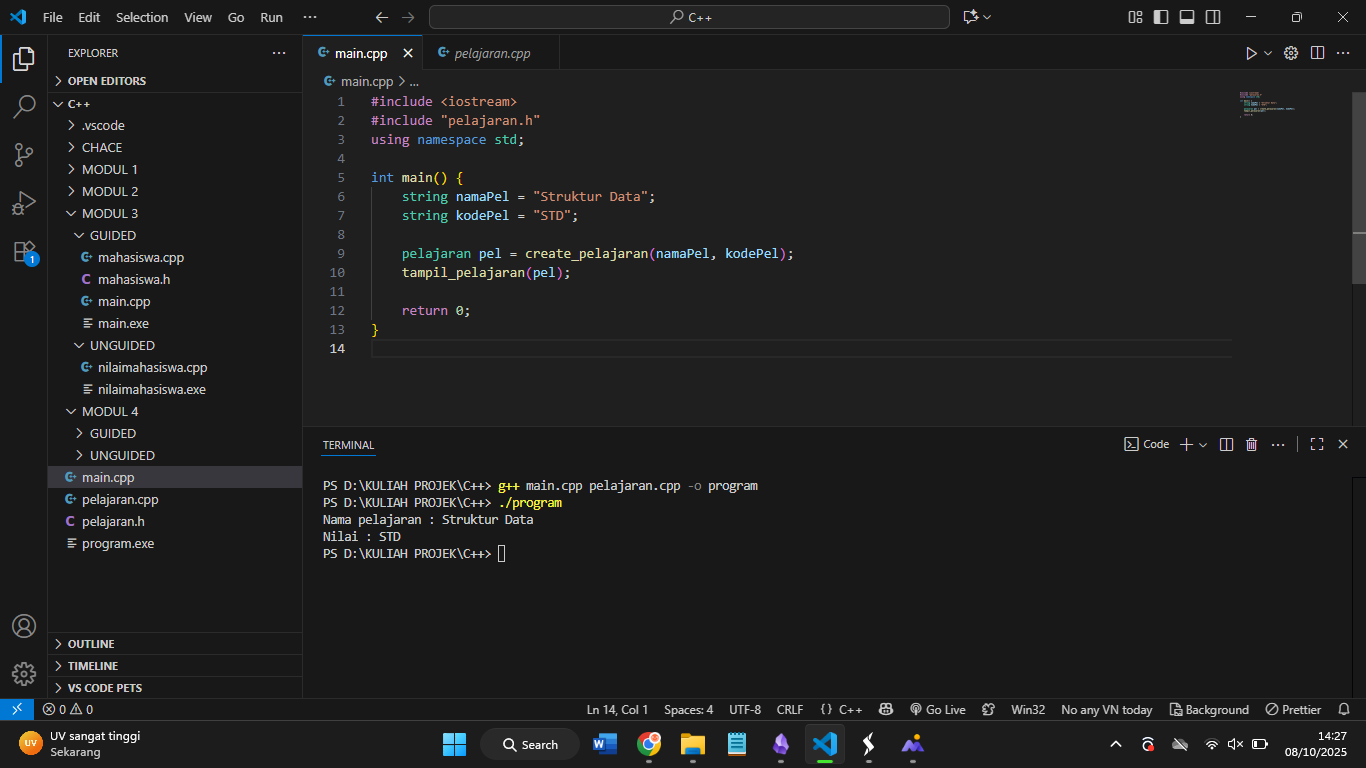 File Edit Selection View Go Run ··· C++
EXPLORER ···
OPEN EDITORS
C++
.vscode
CHACE
MODUL 1
MODUL 2
MODUL 3
GUIDED
mahasiswa.cpp
C mahasiswa.h
main.cpp
main.exe
UNGUIDED
nilaimahasiswa.cpp
nilaimahasiswa.exe
MODUL 4
GUIDED
UNGUIDED
main.cpp
pelajaran.cpp
C pelajaran.h
program.exe
OUTLINE
TIMELINE
VS CODE PETS
1
main.cpp pelajaran.cpp
main.cpp > ...
1 #include <iostream>
2 #include "pelajaran.h"
3 using namespace std;
4
5 int main() {
6 string namaPel = "Struktur Data";
7 string kodePel = "STD";
8
9 pelajaran pel = create_pelajaran(namaPel, kodePel);
10 tampil_pelajaran(pel);
11
12 return 0;
13 }
14
TERMINAL Code
PS D:\KULIAH PROJEK\C++> g++ main.cpp pelajaran.cpp -o program
PS D:\KULIAH PROJEK\C++> ./program
Nama pelajaran : Struktur Data
Nilai : STD
PS D:\KULIAH PROJEK\C++>
0 0 Ln 14, Col 1 Spaces: 4 UTF-8 CRLF {} C++ Go Live Win32 No any VN today Background Prettier
UV UV sangat tinggi
Sekarang
Search
14:27
08/10/2025